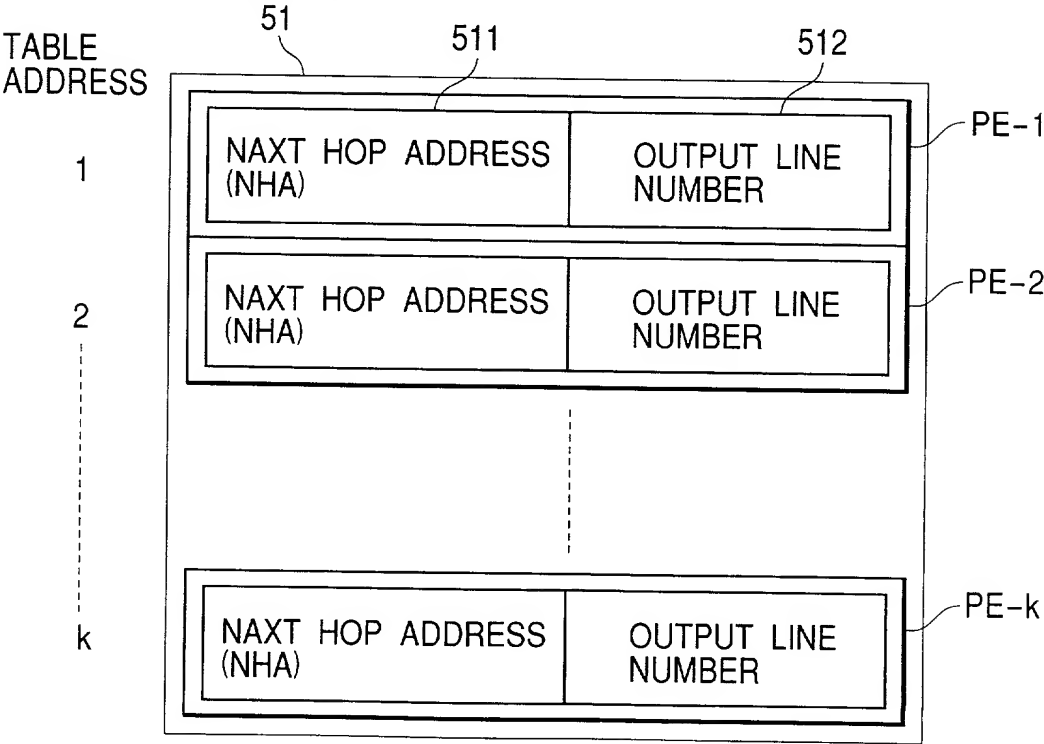 51
TABLE
ADDRESS
511
512
NAXT HOP ADDRESS
(NHA)
OUTPUT LINE
NUMBER
PE-1
1
NAXT HOP ADDRESS
(NHA)
OUTPUT LINE
NUMBER
PE-2
2
NAXT HOP ADDRESS
(NHA)
OUTPUT LINE
NUMBER
PE-k
k